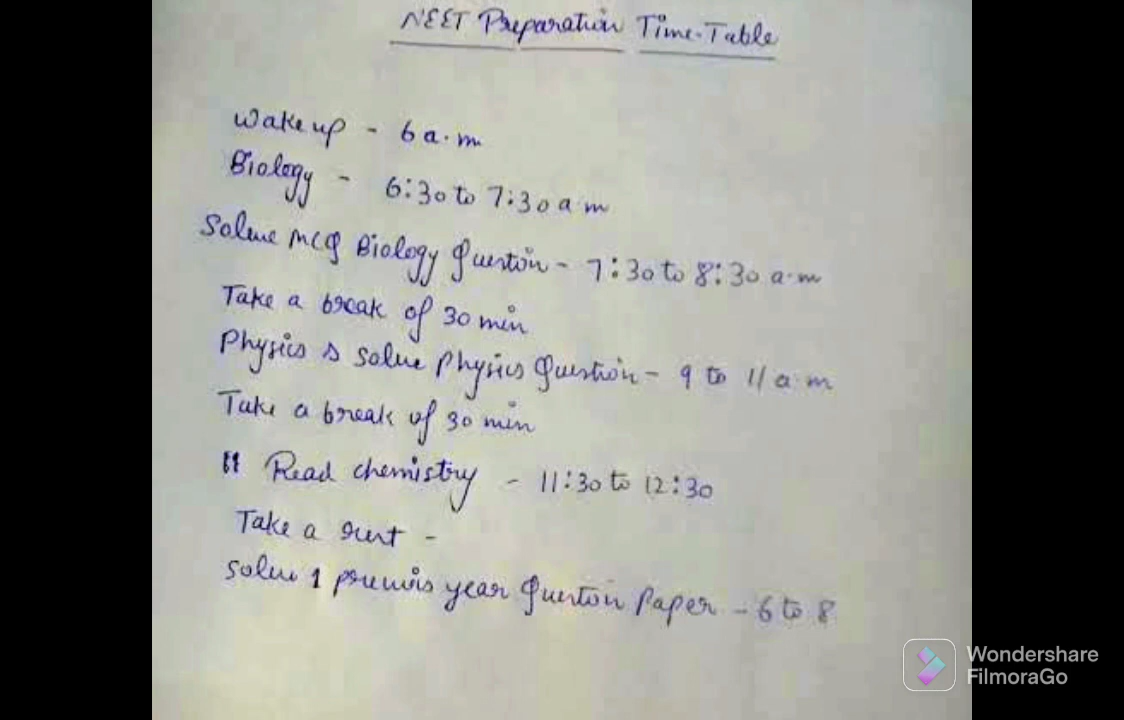 NEET Preparation Time-Table
Wake up - 6 a.m
Biology - 6:30 to 7:30 a m
Solve MCQ Biology Question - 7:30 to 8:30 a.m
Take a break of 30 min
Physics & Solve Physics Question - 9 to 11 a.m
Take a break of 30 min
Read chemistry - 11:30 to 12:30
Take a rest -
Solve 1 previous year Question Paper - 6 to 8
Wondershare
FilmoraGo